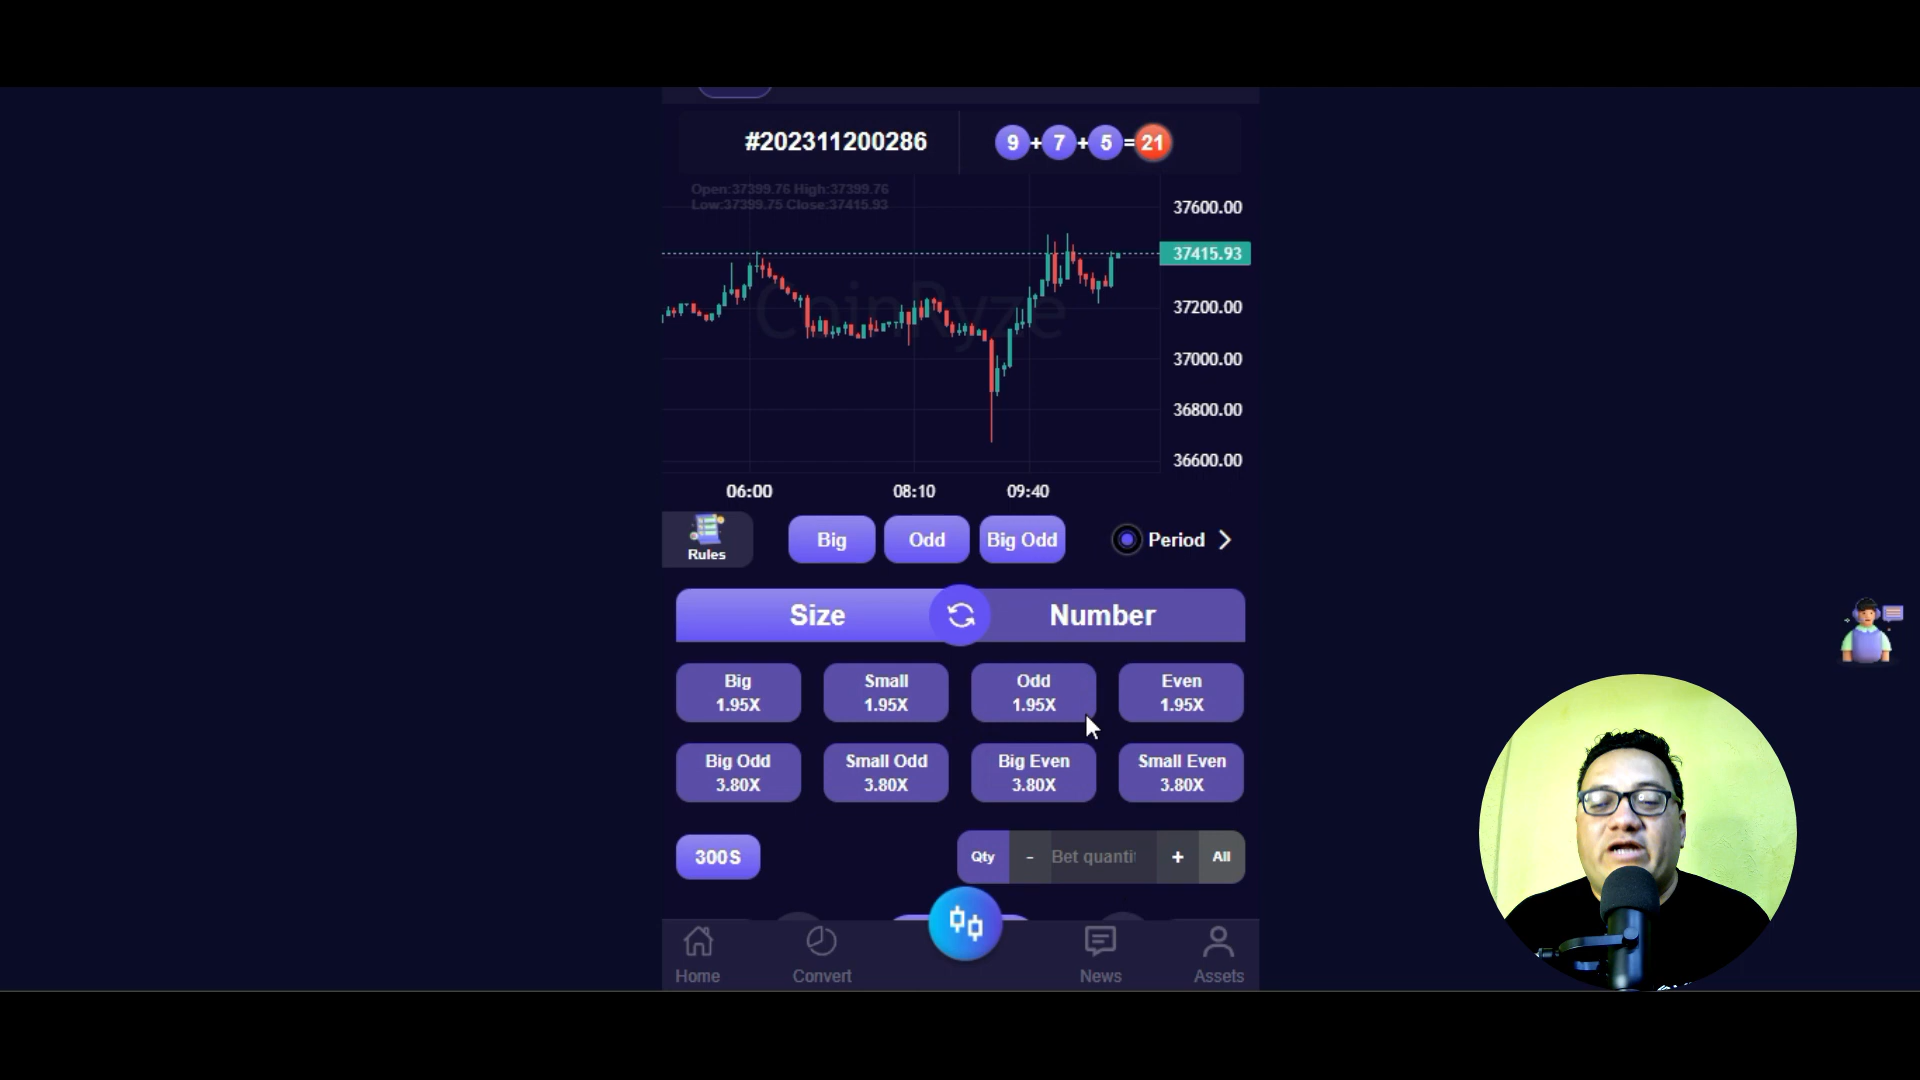 #202311200286
9+7+5=21
Open:37399.76 High:37399.76
Low:37399.75 Close:37415.93
37600.00
37415.93
CoinRyze
37200.00
37000.00
36800.00
36600.00
06:00 08:10 09:40
Rules
Big Odd Big Odd
Period
Size Number
Big Small Odd Even
1.95X 1.95X 1.95X 1.95X
Big Odd Small Odd Big Even Small Even
3.80X 3.80X 3.80X 3.80X
300S
Qty - Bet quanti + All
Home Convert News Assets